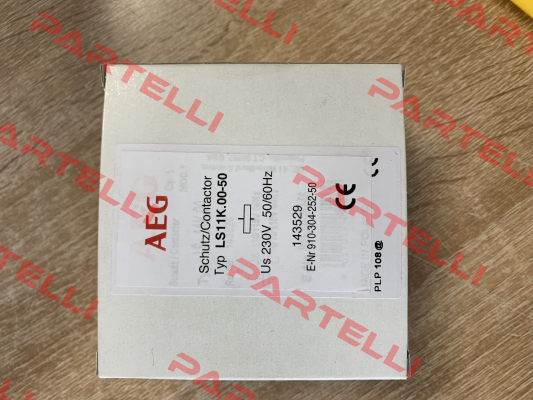 AEG
Schutz/Contactor
Typ LS11K.00-50
Us 230V 50/60Hz
143529
E-Nr 910-304-252-50
CE
CE
PLP 108@
PARTELLI
PARTELLI
PARTELLI
PARTELLI
PARTELLI
PARTELLI